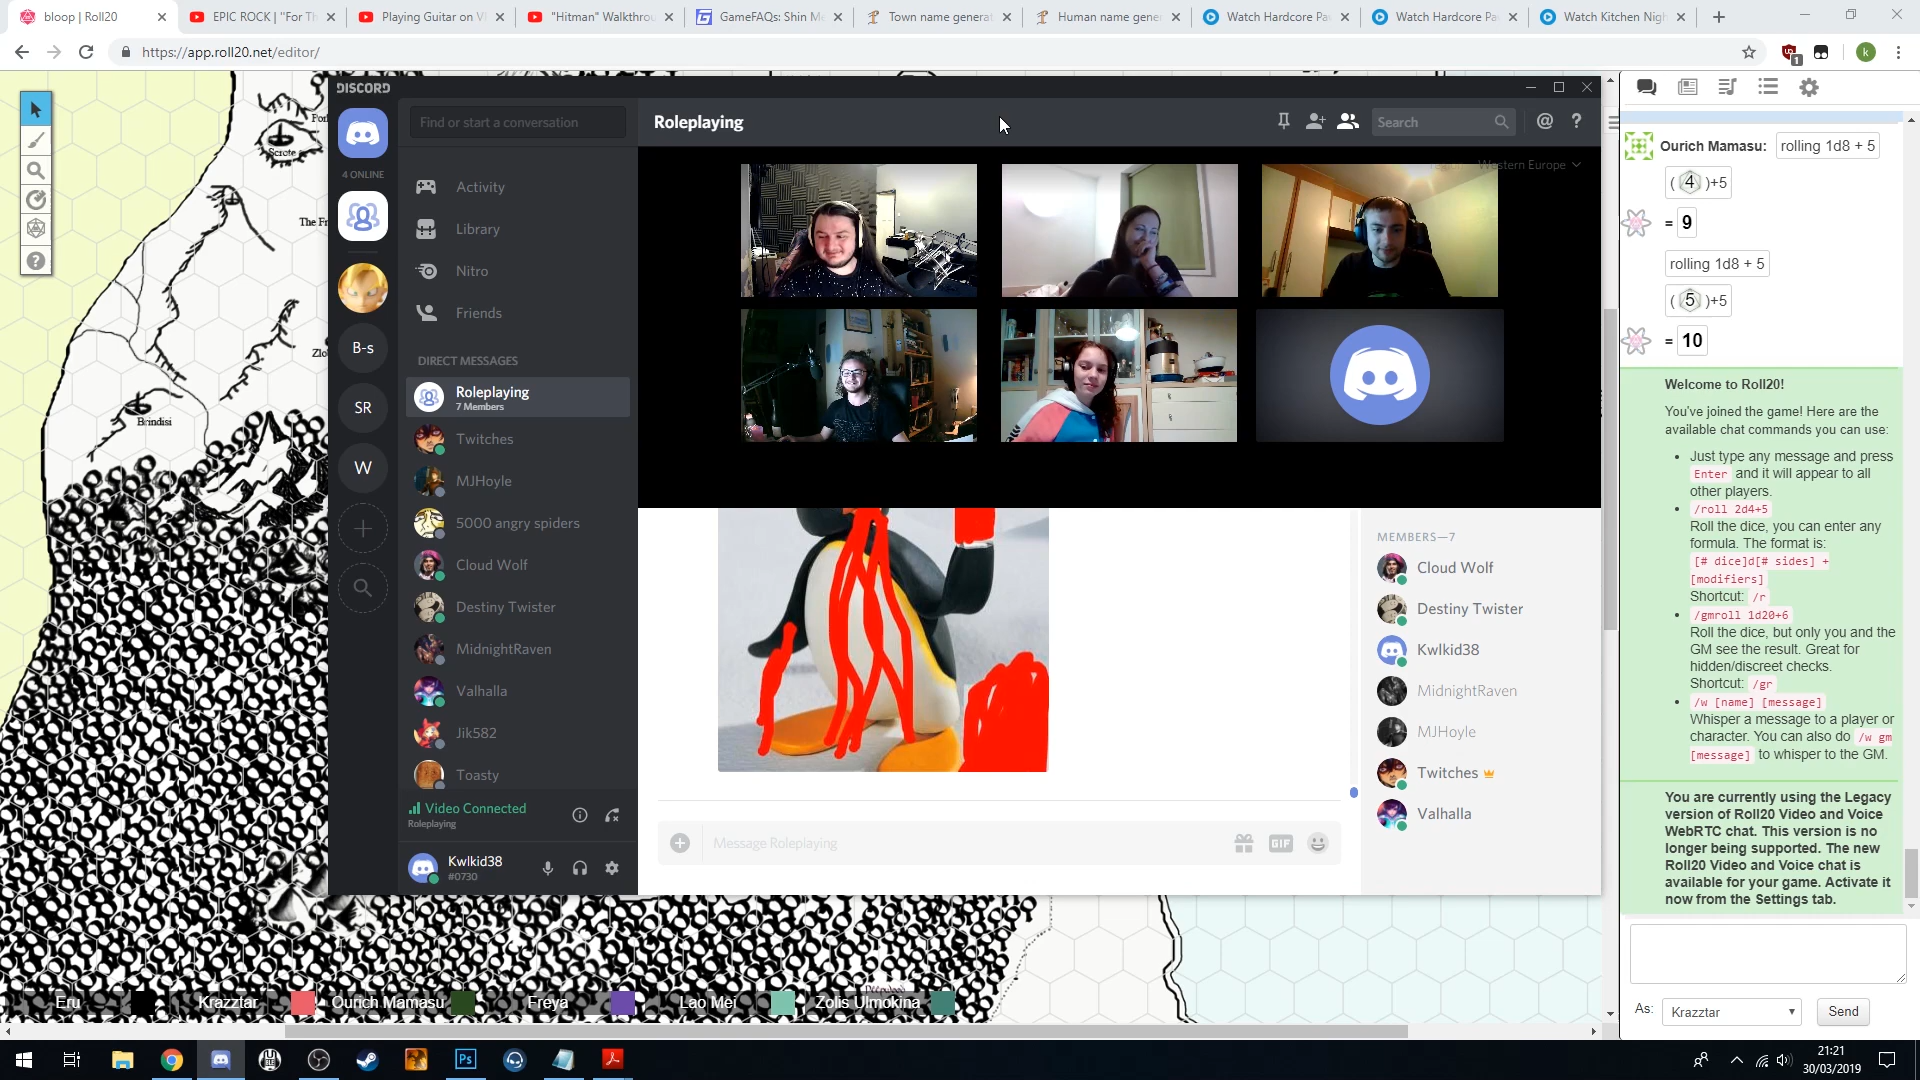 bloop | Roll20
EPIC ROCK | "For Th
Playing Guitar on V
"Hitman" Walkthrou
GameFAQs: Shin M
Town name generat
Human name gene
Watch Hardcore Pa
Watch Hardcore Pa
Watch Kitchen Nigh
https://app.roll20.net/editor/
1
k
Scrote
The Fr
Brindisi
DISCORD
4 ONLINE
B-s
SR
W
Find or start a conversation
Activity
Library
Nitro
Friends
DIRECT MESSAGES
Roleplaying
7 Members
Twitches
MJHoyle
5000 angry spiders
Cloud Wolf
Destiny Twister
MidnightRaven
Valhalla
Jik582
Toasty
Video Connected
Roleplaying
Kwlkid38
#0730
Roleplaying
Search
Western Europe
Message Roleplaying
GIF
MEMBERS—7
Cloud Wolf
Destiny Twister
Kwlkid38
MidnightRaven
MJHoyle
Twitches
Valhalla
Ourich Mamasu: rolling 1d8 + 5
( 4 )+5
= 9
rolling 1d8 + 5
( 5 )+5
= 10
Welcome to Roll20!
You've joined the game! Here are the
available chat commands you can use:
• Just type any message and press
Enter and it will appear to all
other players.
• /roll 2d4+5
Roll the dice, you can enter any
formula. The format is:
[# dice]d[# sides] +
[modifiers]
Shortcut: /r
• /gmroll 1d20+6
Roll the dice, but only you and the
GM see the result. Great for
hidden/discreet checks.
Shortcut: /gr
• /w [name] [message]
Whisper a message to a player or
character. You can also do /w gm
[message] to whisper to the GM.
You are currently using the Legacy
version of Roll20 Video and Voice
WebRTC chat. This version is no
longer being supported. The new
Roll20 Video and Voice chat is
available for your game. Activate it
now from the Settings tab.
As: Krazztar
Send
Eru
Krazztar
Ourich Mamasu
Freya
Lao Mei
Zolis Ulmokina
Ps
21:21
30/03/2019